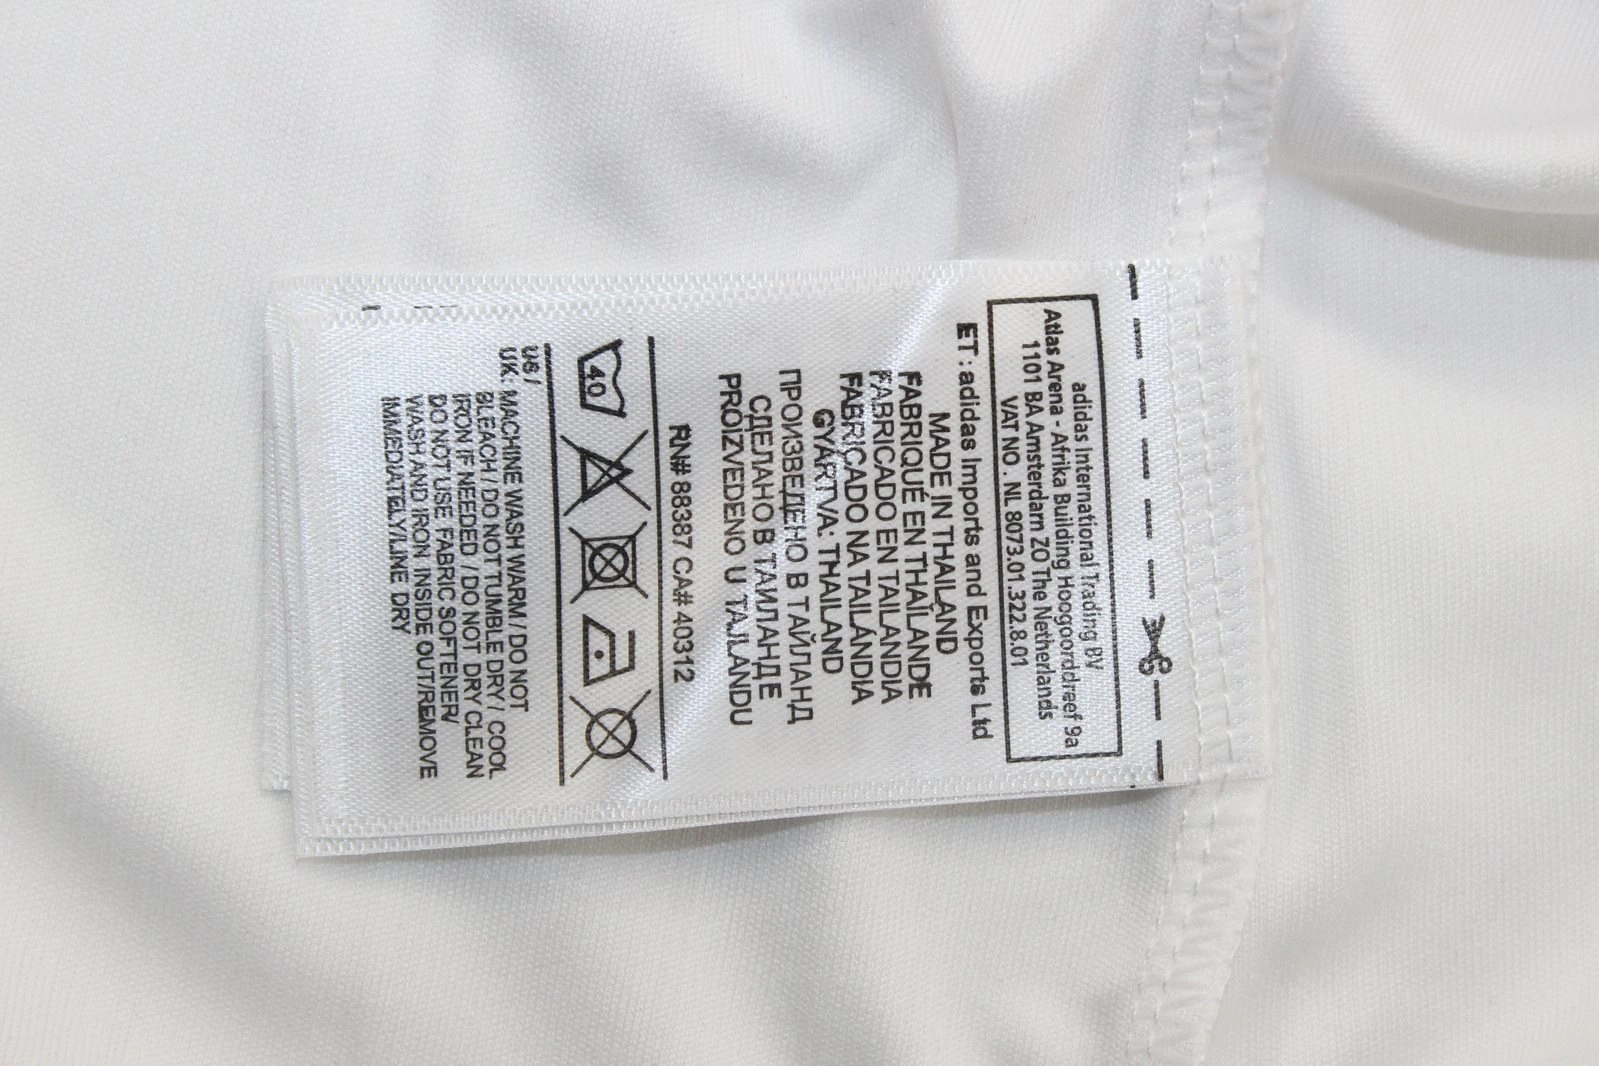 adidas International Trading BV
Atlas Arena - Afrika Building Hoogoorddreef 9a
1101 BA Amsterdam ZO The Netherlands
VAT NO . NL 8073.01.322.8.01
ET : adidas Imports and Exports Ltd
MADE IN THAILAND
FABRIQUÉ EN THAÏLANDE
FABRICADO EN TAILANDIA
FABRICADO NA TAILÁNDIA
GYÁRTVA: THAILAND
ПРОИЗВЕДЕНО В ТАЙЛАНД
СДЕЛАНО В ТАИЛАНДЕ
PROIZVEDENO U TAJLANDU
RN# 88387 CA# 40312
40
US /
UK: MACHINE WASH WARM / DO NOT
BLEACH / DO NOT TUMBLE DRY / COOL
IRON IF NEEDED / DO NOT DRY CLEAN
DO NOT USE FABRIC SOFTENER/
WASH AND IRON INSIDE OUT/REMOVE
IMMEDIATELY/LINE DRY